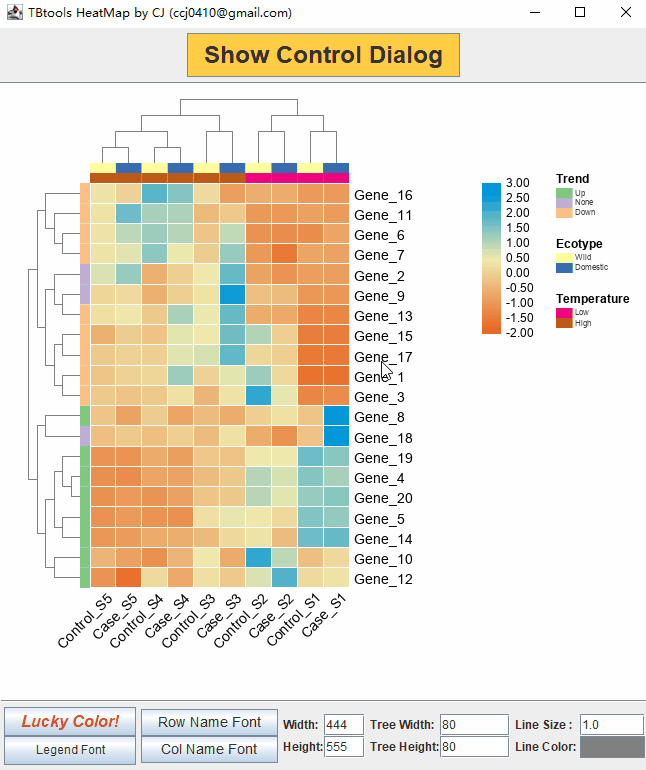 TBtools HeatMap by CJ (ccj0410@gmail.com)
Show Control Dialog
Gene_16
Gene_11
Gene_6
Gene_7
Gene_2
Gene_9
Gene_13
Gene_15
Gene_17
Gene_1
Gene_3
Gene_8
Gene_18
Gene_19
Gene_4
Gene_20
Gene_5
Gene_14
Gene_10
Gene_12
Control_S5
Case_S5
Control_S4
Case_S4
Control_S3
Case_S3
Control_S2
Case_S2
Control_S1
Case_S1
3.00
2.50
2.00
1.50
1.00
0.50
0.00
-0.50
-1.00
-1.50
-2.00
Trend
Up
None
Down
Ecotype
Wild
Domestic
Temperature
Low
High
Lucky Color!
Row Name Font
Width: 444
Tree Width: 80
Line Size : 1.0
Legend Font
Col Name Font
Height: 555
Tree Height: 80
Line Color: